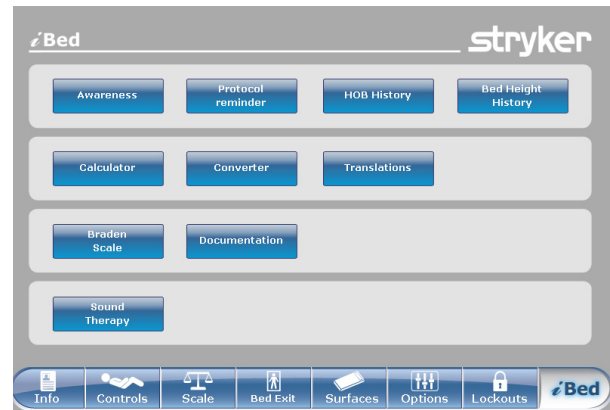 iBed
stryker
Awareness
Protocol
reminder
HOB History
Bed Height
History
Calculator
Converter
Translations
Braden
Scale
Documentation
Sound
Therapy
Info
Controls
Scale
Bed Exit
Surfaces
Options
Lockouts
iBed